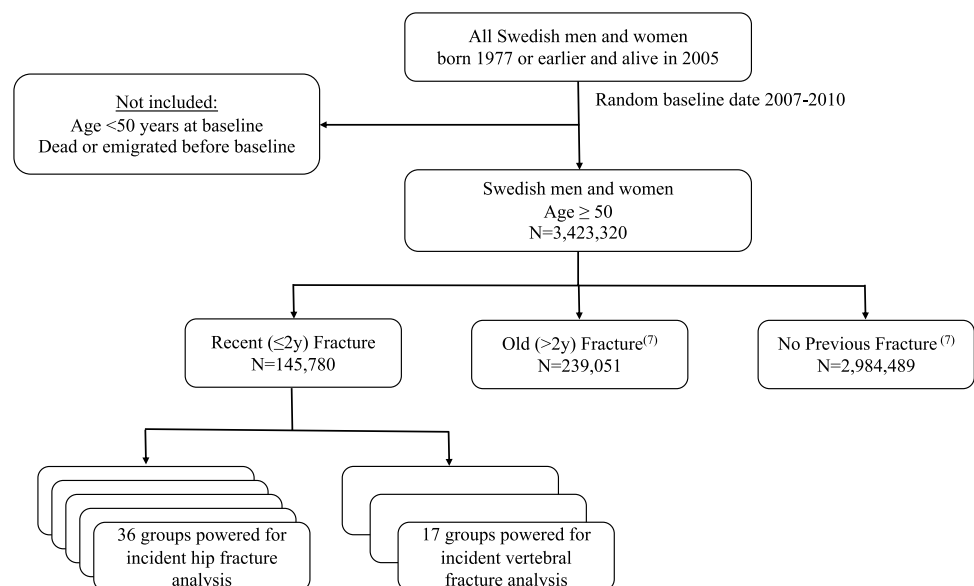 All Swedish men and women
born 1977 or earlier and alive in 2005
Random baseline date 2007-2010
Not included:
Age <50 years at baseline
Dead or emigrated before baseline
Swedish men and women
Age ≥ 50
N=3,423,320
Recent (≤2y) Fracture
N=145,780
Old (>2y) Fracture(7)
N=239,051
No Previous Fracture (7)
N=2,984,489
36 groups powered for
incident hip fracture
analysis
17 groups powered for
incident vertebral
fracture analysis